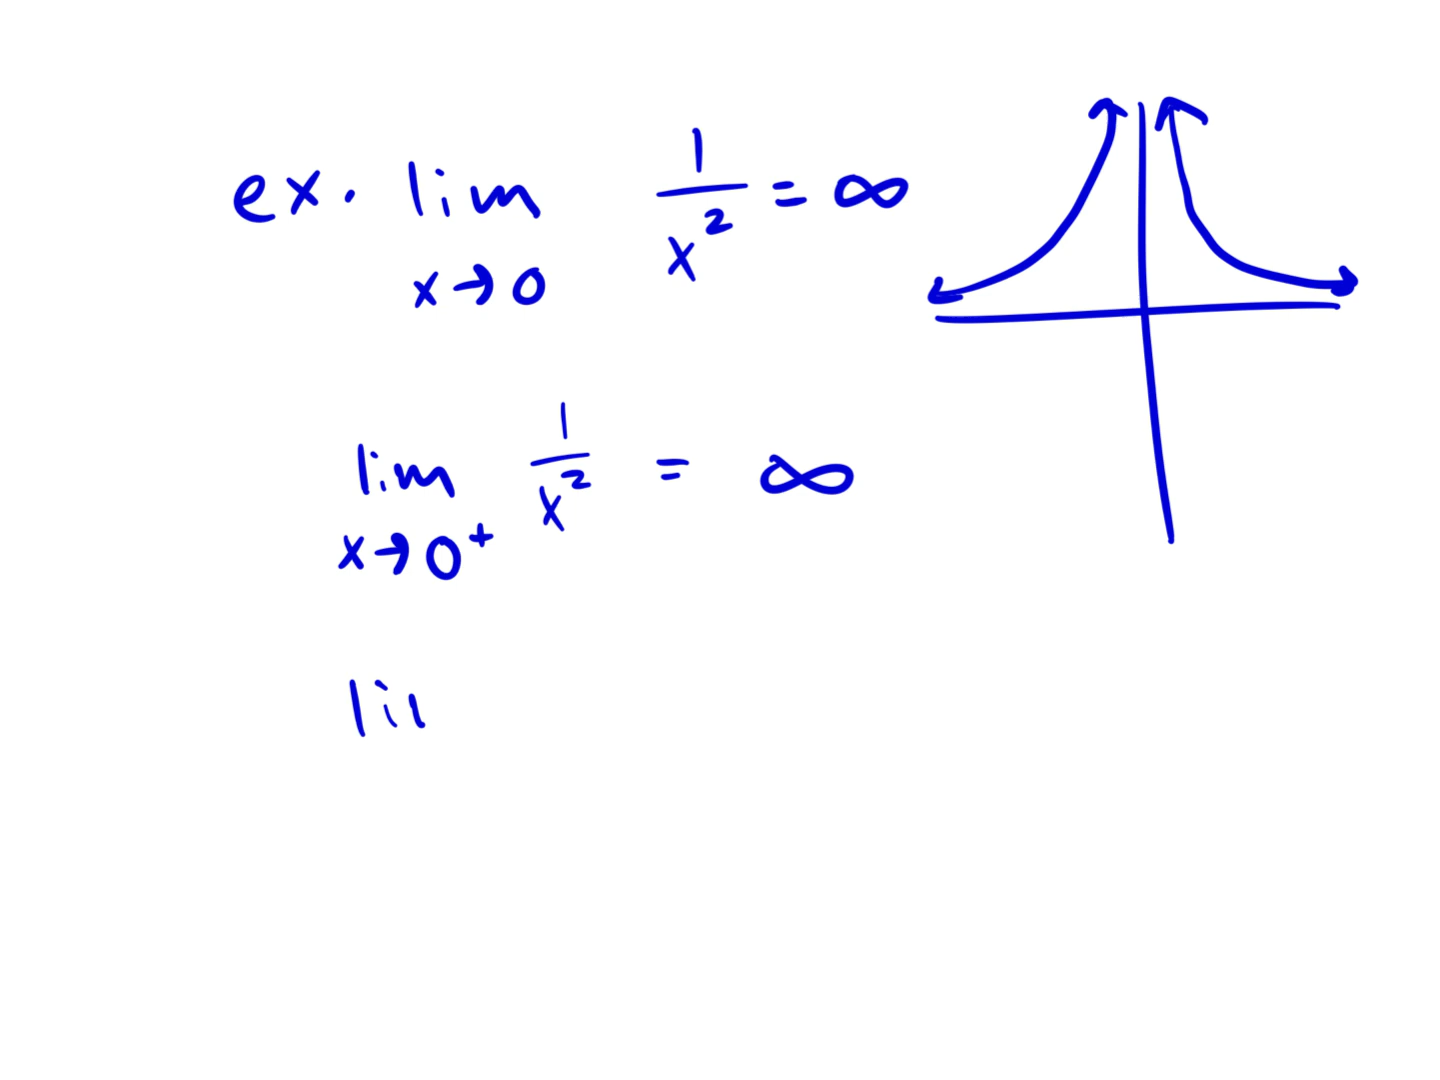 ex. lim x→0 1/x² = ∞
lim x→0⁺ 1/x² = ∞